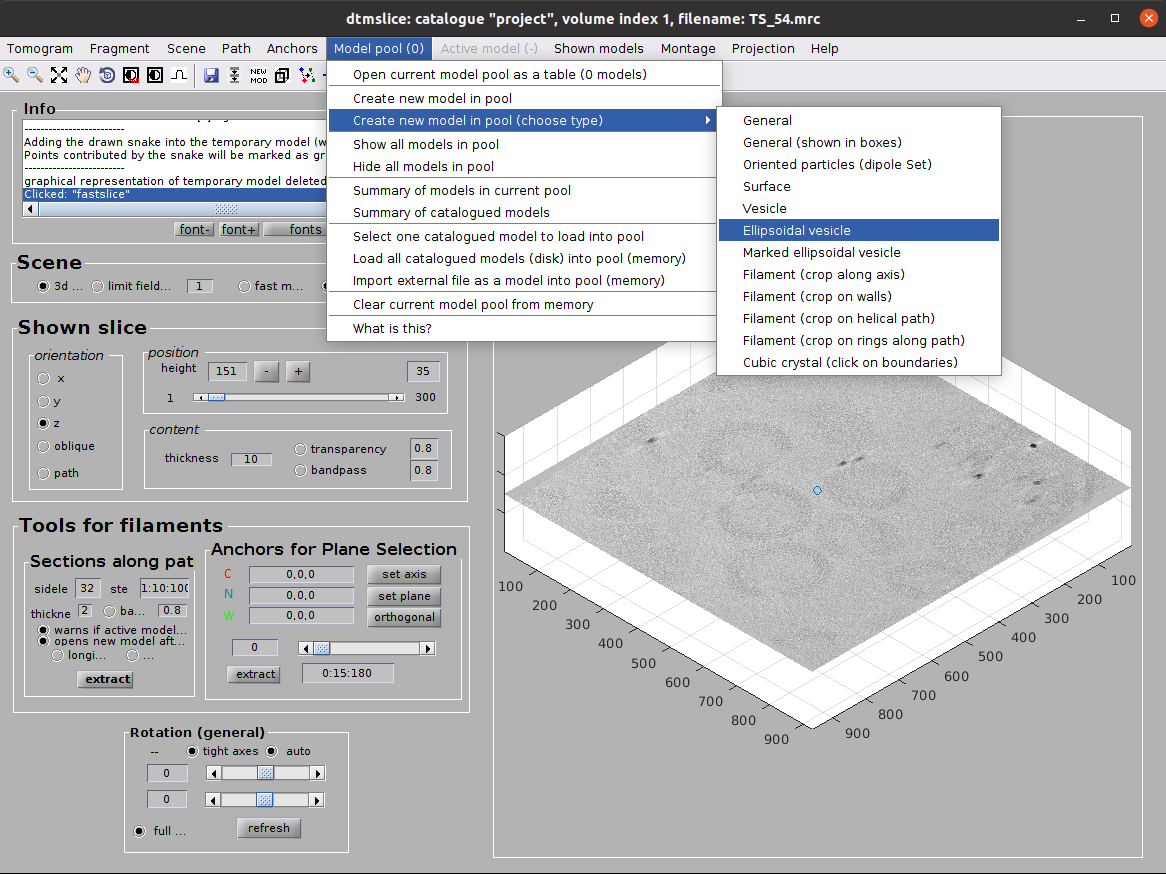 dtmslice: catalogue "project", volume index 1, filename: TS_54.mrc
Tomogram Fragment Scene Path Anchors Model pool (0) Active model (-) Shown models Montage Projection Help
NEW
MOD
Open current model pool as a table (0 models)
Create new model in pool
Create new model in pool (choose type)
Show all models in pool
Hide all models in pool
Summary of models in current pool
Summary of catalogued models
Select one catalogued model to load into pool
Load all catalogued models (disk) into pool (memory)
Import external file as a model into pool (memory)
Clear current model pool from memory
What is this?
General
General (shown in boxes)
Oriented particles (dipole Set)
Surface
Vesicle
Ellipsoidal vesicle
Marked ellipsoidal vesicle
Filament (crop along axis)
Filament (crop on walls)
Filament (crop on helical path)
Filament (crop on rings along path)
Cubic crystal (click on boundaries)
Info
-------------------------
Adding the drawn snake into the temporary model (w
Points contributed by the snake will be marked as gr
-------------------------
graphical representation of temporary model deleted
Clicked: "fastslice"
font- font+ fonts
Scene
3d ... limit field... 1 fast m...
Shown slice
orientation
x
y
z
oblique
path
position
height 151 - + 35
1 300
content
thickness 10 transparency 0.8
bandpass 0.8
Tools for filaments
Sections along pat
sidele 32 ste 1:10:100
thickne 2 ba... 0.8
warns if active model...
opens new model aft...
longi... ...
extract
Anchors for Plane Selection
C 0,0,0 set axis
N 0,0,0 set plane
W 0,0,0 orthogonal
0
extract 0:15:180
Rotation (general)
-- tight axes auto
0
0
full ... refresh
100
200
300
400
500
600
700
800
900
100
200
300
400
500
600
700
800
900